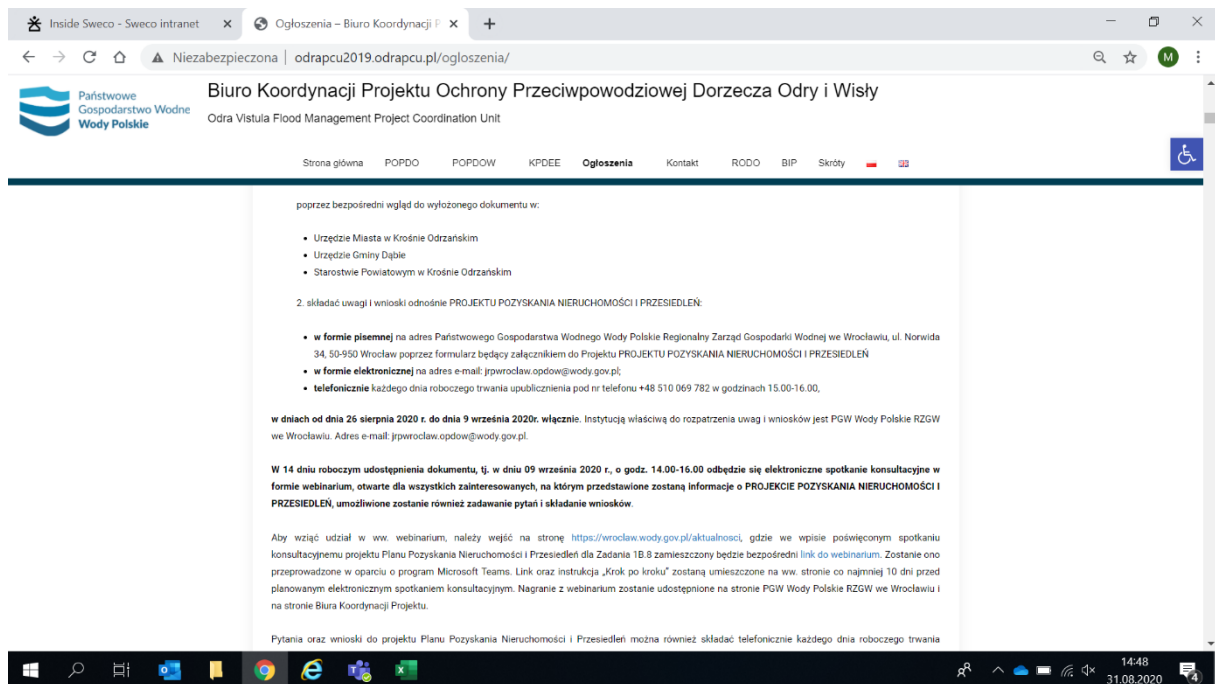 Inside Sweco - Sweco intranet
Ogłoszenia – Biuro Koordynacji P
Niezabezpieczona | odrapcu2019.odrapcu.pl/ogloszenia/
M
Państwowe
Gospodarstwo Wodne
Wody Polskie
Biuro Koordynacji Projektu Ochrony Przeciwpowodziowej Dorzecza Odry i Wisły
Odra Vistula Flood Management Project Coordination Unit
Strona główna POPDO POPDOW KPDEE Ogłoszenia Kontakt RODO BIP Skróty
poprzez bezpośredni wgląd do wyłożonego dokumentu w:
• Urzędzie Miasta w Krośnie Odrzańskim
• Urzędzie Gminy Dąbie
• Starostwie Powiatowym w Krośnie Odrzańskim
2. składać uwagi i wnioski odnośnie PROJEKTU POZYSKANIA NIERUCHOMOŚCI I PRZESIEDLEŃ:
• w formie pisemnej na adres Państwowego Gospodarstwa Wodnego Wody Polskie Regionalny Zarząd Gospodarki Wodnej we Wrocławiu, ul. Norwida
34, 50-950 Wrocław poprzez formularz będący załącznikiem do Projektu PROJEKTU POZYSKANIA NIERUCHOMOŚCI I PRZESIEDLEŃ
• w formie elektronicznej na adres e-mail: jrpwroclaw.opdow@wody.gov.pl;
• telefonicznie każdego dnia roboczego trwania upublicznienia pod nr telefonu +48 510 069 782 w godzinach 15.00-16.00,
w dniach od dnia 26 sierpnia 2020 r. do dnia 9 września 2020r. włącznie. Instytucją właściwą do rozpatrzenia uwag i wniosków jest PGW Wody Polskie RZGW
we Wrocławiu. Adres e-mail: jrpwroclaw.opdow@wody.gov.pl.
W 14 dniu roboczym udostępnienia dokumentu, tj. w dniu 09 września 2020 r., o godz. 14.00-16.00 odbędzie się elektroniczne spotkanie konsultacyjne w
formie webinarium, otwarte dla wszystkich zainteresowanych, na którym przedstawione zostaną informacje o PROJEKCIE POZYSKANIA NIERUCHOMOŚCI I
PRZESIEDLEŃ, umożliwione zostanie również zadawanie pytań i składanie wniosków.
Aby wziąć udział w ww. webinarium, należy wejść na stronę https://wroclaw.wody.gov.pl/aktualnosci, gdzie we wpisie poświęconym spotkaniu
konsultacyjnemu projektu Planu Pozyskania Nieruchomości i Przesiedleń dla Zadania 1B.8 zamieszczony będzie bezpośredni link do webinarium. Zostanie ono
przeprowadzone w oparciu o program Microsoft Teams. Link oraz instrukcja „Krok po kroku” zostaną umieszczone na ww. stronie co najmniej 10 dni przed
planowanym elektronicznym spotkaniem konsultacyjnym. Nagranie z webinarium zostanie udostępnione na stronie PGW Wody Polskie RZGW we Wrocławiu i
na stronie Biura Koordynacji Projektu.
Pytania oraz wnioski do projektu Planu Pozyskania Nieruchomości i Przesiedleń można również składać telefonicznie każdego dnia roboczego trwania
14:48
31.08.2020
4